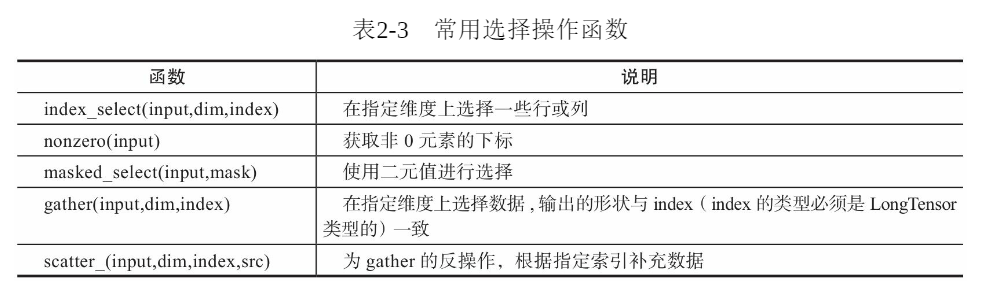 表2-3 常用选择操作函数
函数 说明
index_select(input,dim,index) 在指定维度上选择一些行或列
nonzero(input) 获取非 0 元素的下标
masked_select(input,mask) 使用二元值进行选择
gather(input,dim,index) 在指定维度上选择数据,输出的形状与 index（index 的类型必须是 LongTensor
类型的）一致
scatter_(input,dim,index,src) 为 gather 的反操作，根据指定索引补充数据